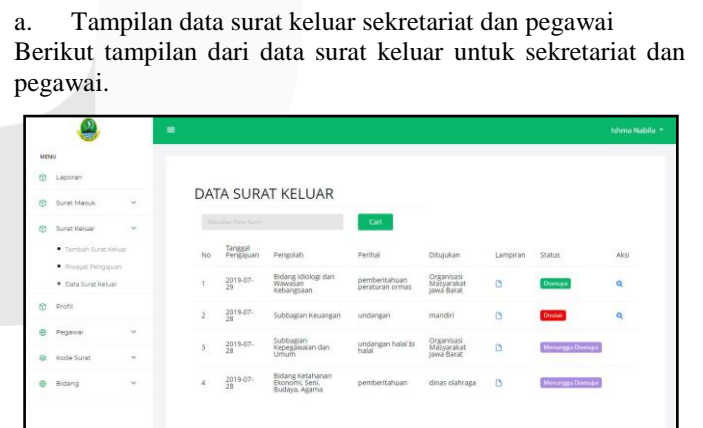 a. Tampilan data surat keluar sekretariat dan pegawai
Berikut tampilan dari data surat keluar untuk sekretariat dan
pegawai.
Ishma Nabila
MENU
Laporan
Surat Masuk
Surat Keluar
Tambah Surat Keluar
Riwayat Pengajuan
Data Surat Keluar
Profil
Pegawai
Kode Surat
Bidang
DATA SURAT KELUAR
Cari
No Tanggal Pengajuan Pengolah Perihal Ditujukan Lampiran Status Aksi
1 2019-07-29 Bidang Idiologi dan Wawasan Kebangsaan pemberitahuan peraturan ormas Organisasi Masyarakat Jawa Barat Disetujui
2 2019-07-28 Subbagian Keuangan undangan mandiri Ditolak
3 2019-07-28 Subbagian Kepegawaian dan Umum undangan halal bi halal Organisasi Masyarakat Jawa Barat Menunggu Disetujui
4 2019-07-28 Bidang Ketahanan Ekonomi, Seni, Budaya, Agama pemberitahuan dinas olahraga Menunggu Disetujui